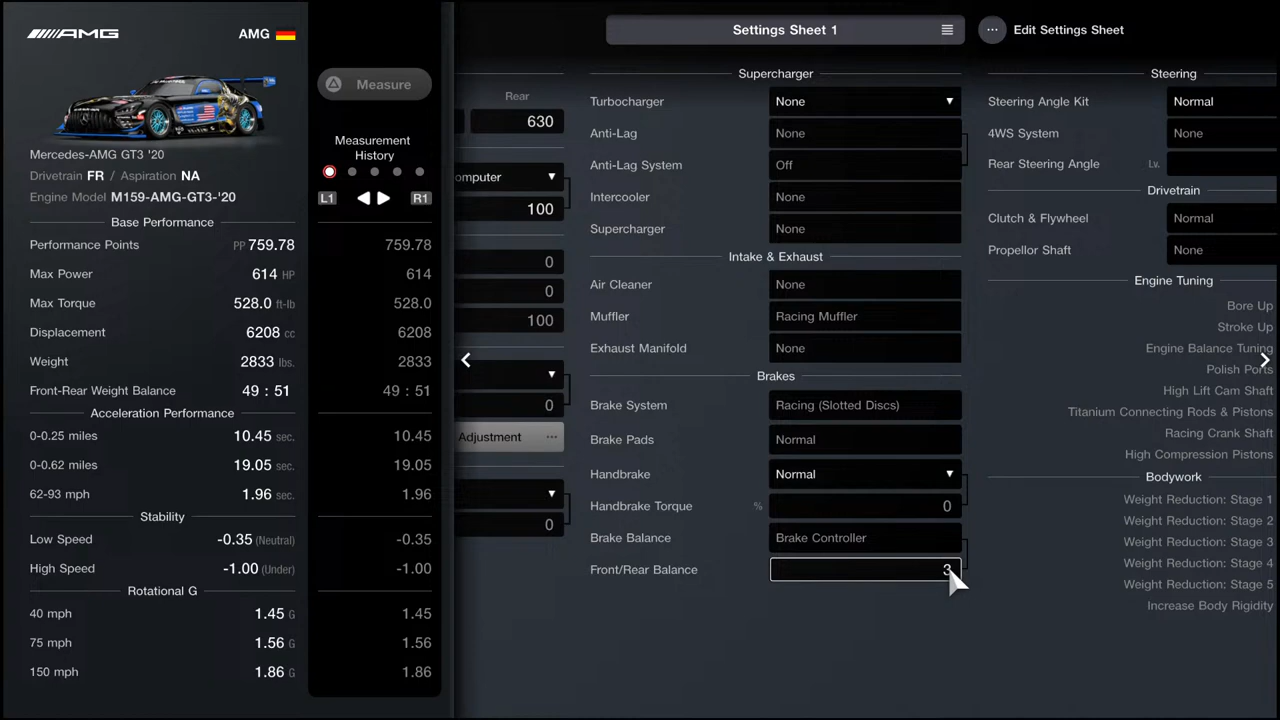 AMG
AMG
Mercedes-AMG GT3 '20
Drivetrain FR / Aspiration NA
Engine Model M159-AMG-GT3-'20
Base Performance
Performance Points PP 759.78
Max Power 614 HP
Max Torque 528.0 ft-lb
Displacement 6208 cc
Weight 2833 lbs.
Front-Rear Weight Balance 49 : 51
Acceleration Performance
0-0.25 miles 10.45 sec.
0-0.62 miles 19.05 sec.
62-93 mph 1.96 sec.
Stability
Low Speed -0.35 (Neutral)
High Speed -1.00 (Under)
Rotational G
40 mph 1.45 G
75 mph 1.56 G
150 mph 1.86 G
Measure
Measurement
History
L1 R1
759.78
614
528.0
6208
2833
49 : 51
10.45
19.05
1.96
-0.35
-1.00
1.45
1.56
1.86
Settings Sheet 1
Edit Settings Sheet
Rear
630
omputer
100
0
0
100
0
Adjustment
0
Supercharger
Turbocharger None
Anti-Lag None
Anti-Lag System Off
Intercooler None
Supercharger None
Intake & Exhaust
Air Cleaner None
Muffler Racing Muffler
Exhaust Manifold None
Brakes
Brake System Racing (Slotted Discs)
Brake Pads Normal
Handbrake Normal
Handbrake Torque % 0
Brake Balance Brake Controller
Front/Rear Balance 3
Steering
Steering Angle Kit Normal
4WS System None
Rear Steering Angle Lv.
Drivetrain
Clutch & Flywheel Normal
Propellor Shaft None
Engine Tuning
Bore Up
Stroke Up
Engine Balance Tuning
Polish Ports
High Lift Cam Shaft
Titanium Connecting Rods & Pistons
Racing Crank Shaft
High Compression Pistons
Bodywork
Weight Reduction: Stage 1
Weight Reduction: Stage 2
Weight Reduction: Stage 3
Weight Reduction: Stage 4
Weight Reduction: Stage 5
Increase Body Rigidity